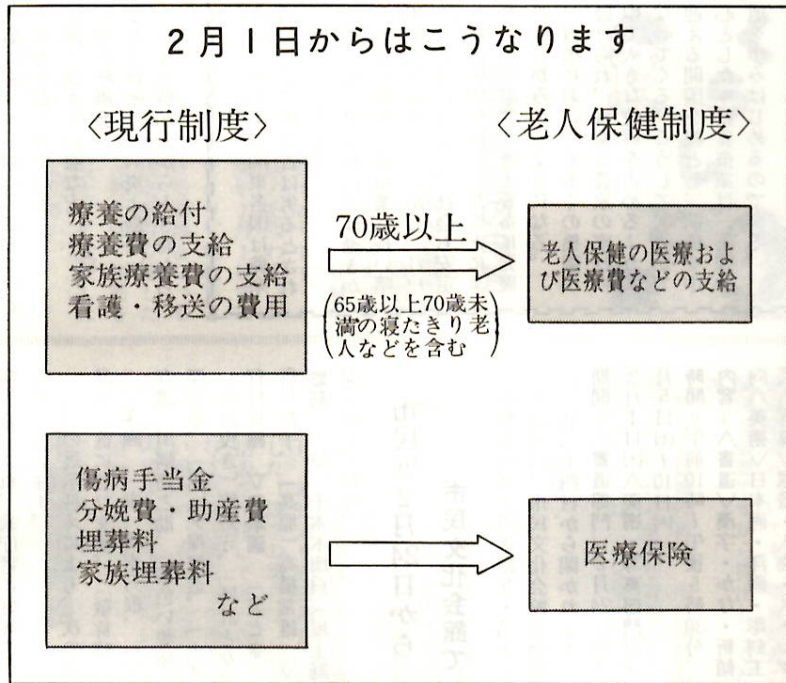 2月1日からはこうなります
〈現行制度〉
〈老人保健制度〉
療養の給付
療養費の支給
家族療養費の支給
看護・移送の費用
70歳以上
(65歳以上70歳未
満の寝たきり老
人などを含む)
老人保健の医療およ
び医療費などの支給
傷病手当金
分娩費・助産費
埋葬料
家族埋葬料
など
医療保険